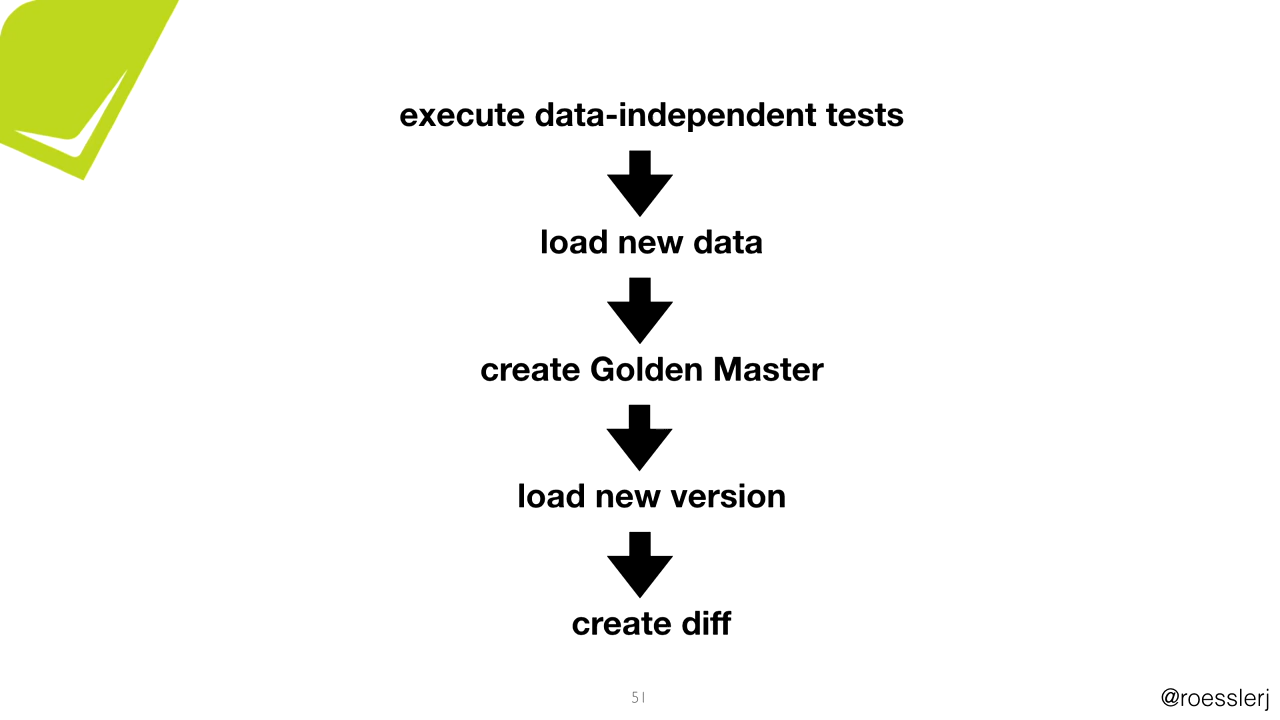 execute data-independent tests
load new data
create Golden Master
load new version
create diff
51
@roesslerj